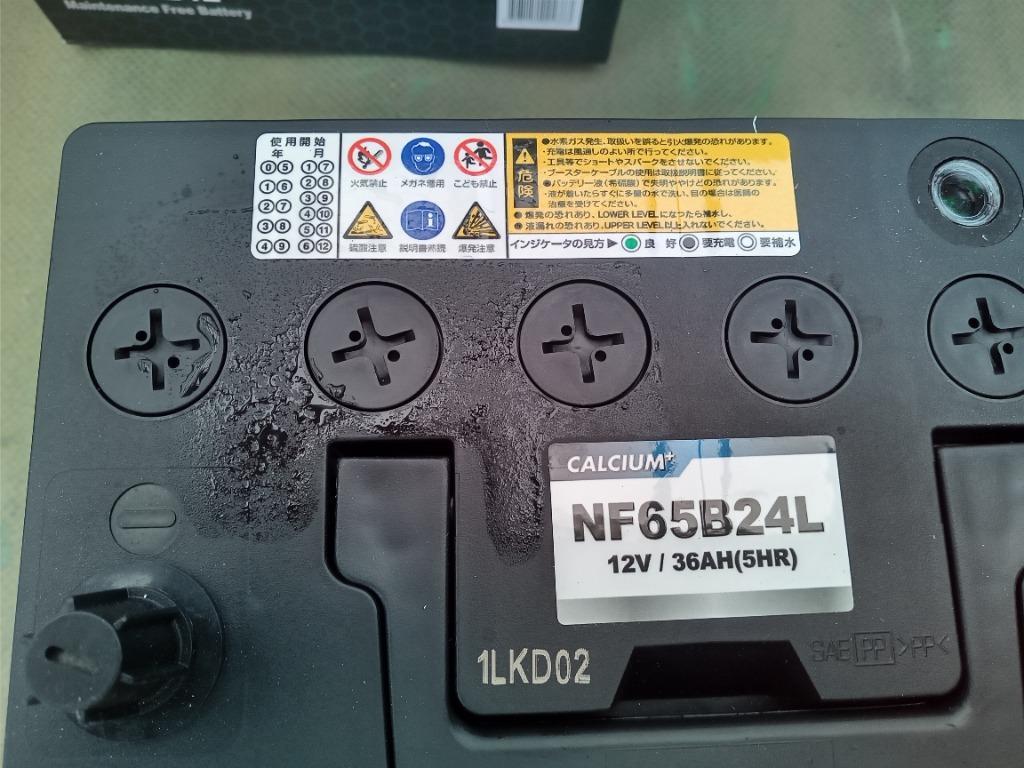 Maintenance Free Battery
使用開始
年 月
0 5 1 7
1 6 2 8
2 7 3 9
3 8 4 10
4 9 5 11
6 12
火気禁止
メガネ着用
こども禁止
硫酸注意
説明書熟読
爆発注意
危険
●水素ガス発生、取扱いを誤ると引火爆発の恐れがあります。
・充電は風通しのよい所で行ってください。
・工具等でショートやスパークをさせないでください。
・ブースターケーブルの使用は取扱説明書に従ってください。
●バッテリー液(希硫酸)で失明ややけどの恐れがあります。
・液が着いたらすぐに多量の水で洗い、目の場合は医師の
治療を受けてください。
●爆発の恐れあり、LOWER LEVELになったら補水し、
●液漏れの恐れあり、UPPER LEVEL以上入れないでください。
インジケータの見方▶ 良好 要充電 要補水
CALCIUM+
NF65B24L
12V / 36AH(5HR)
1LKD02
SAE PP >PP<